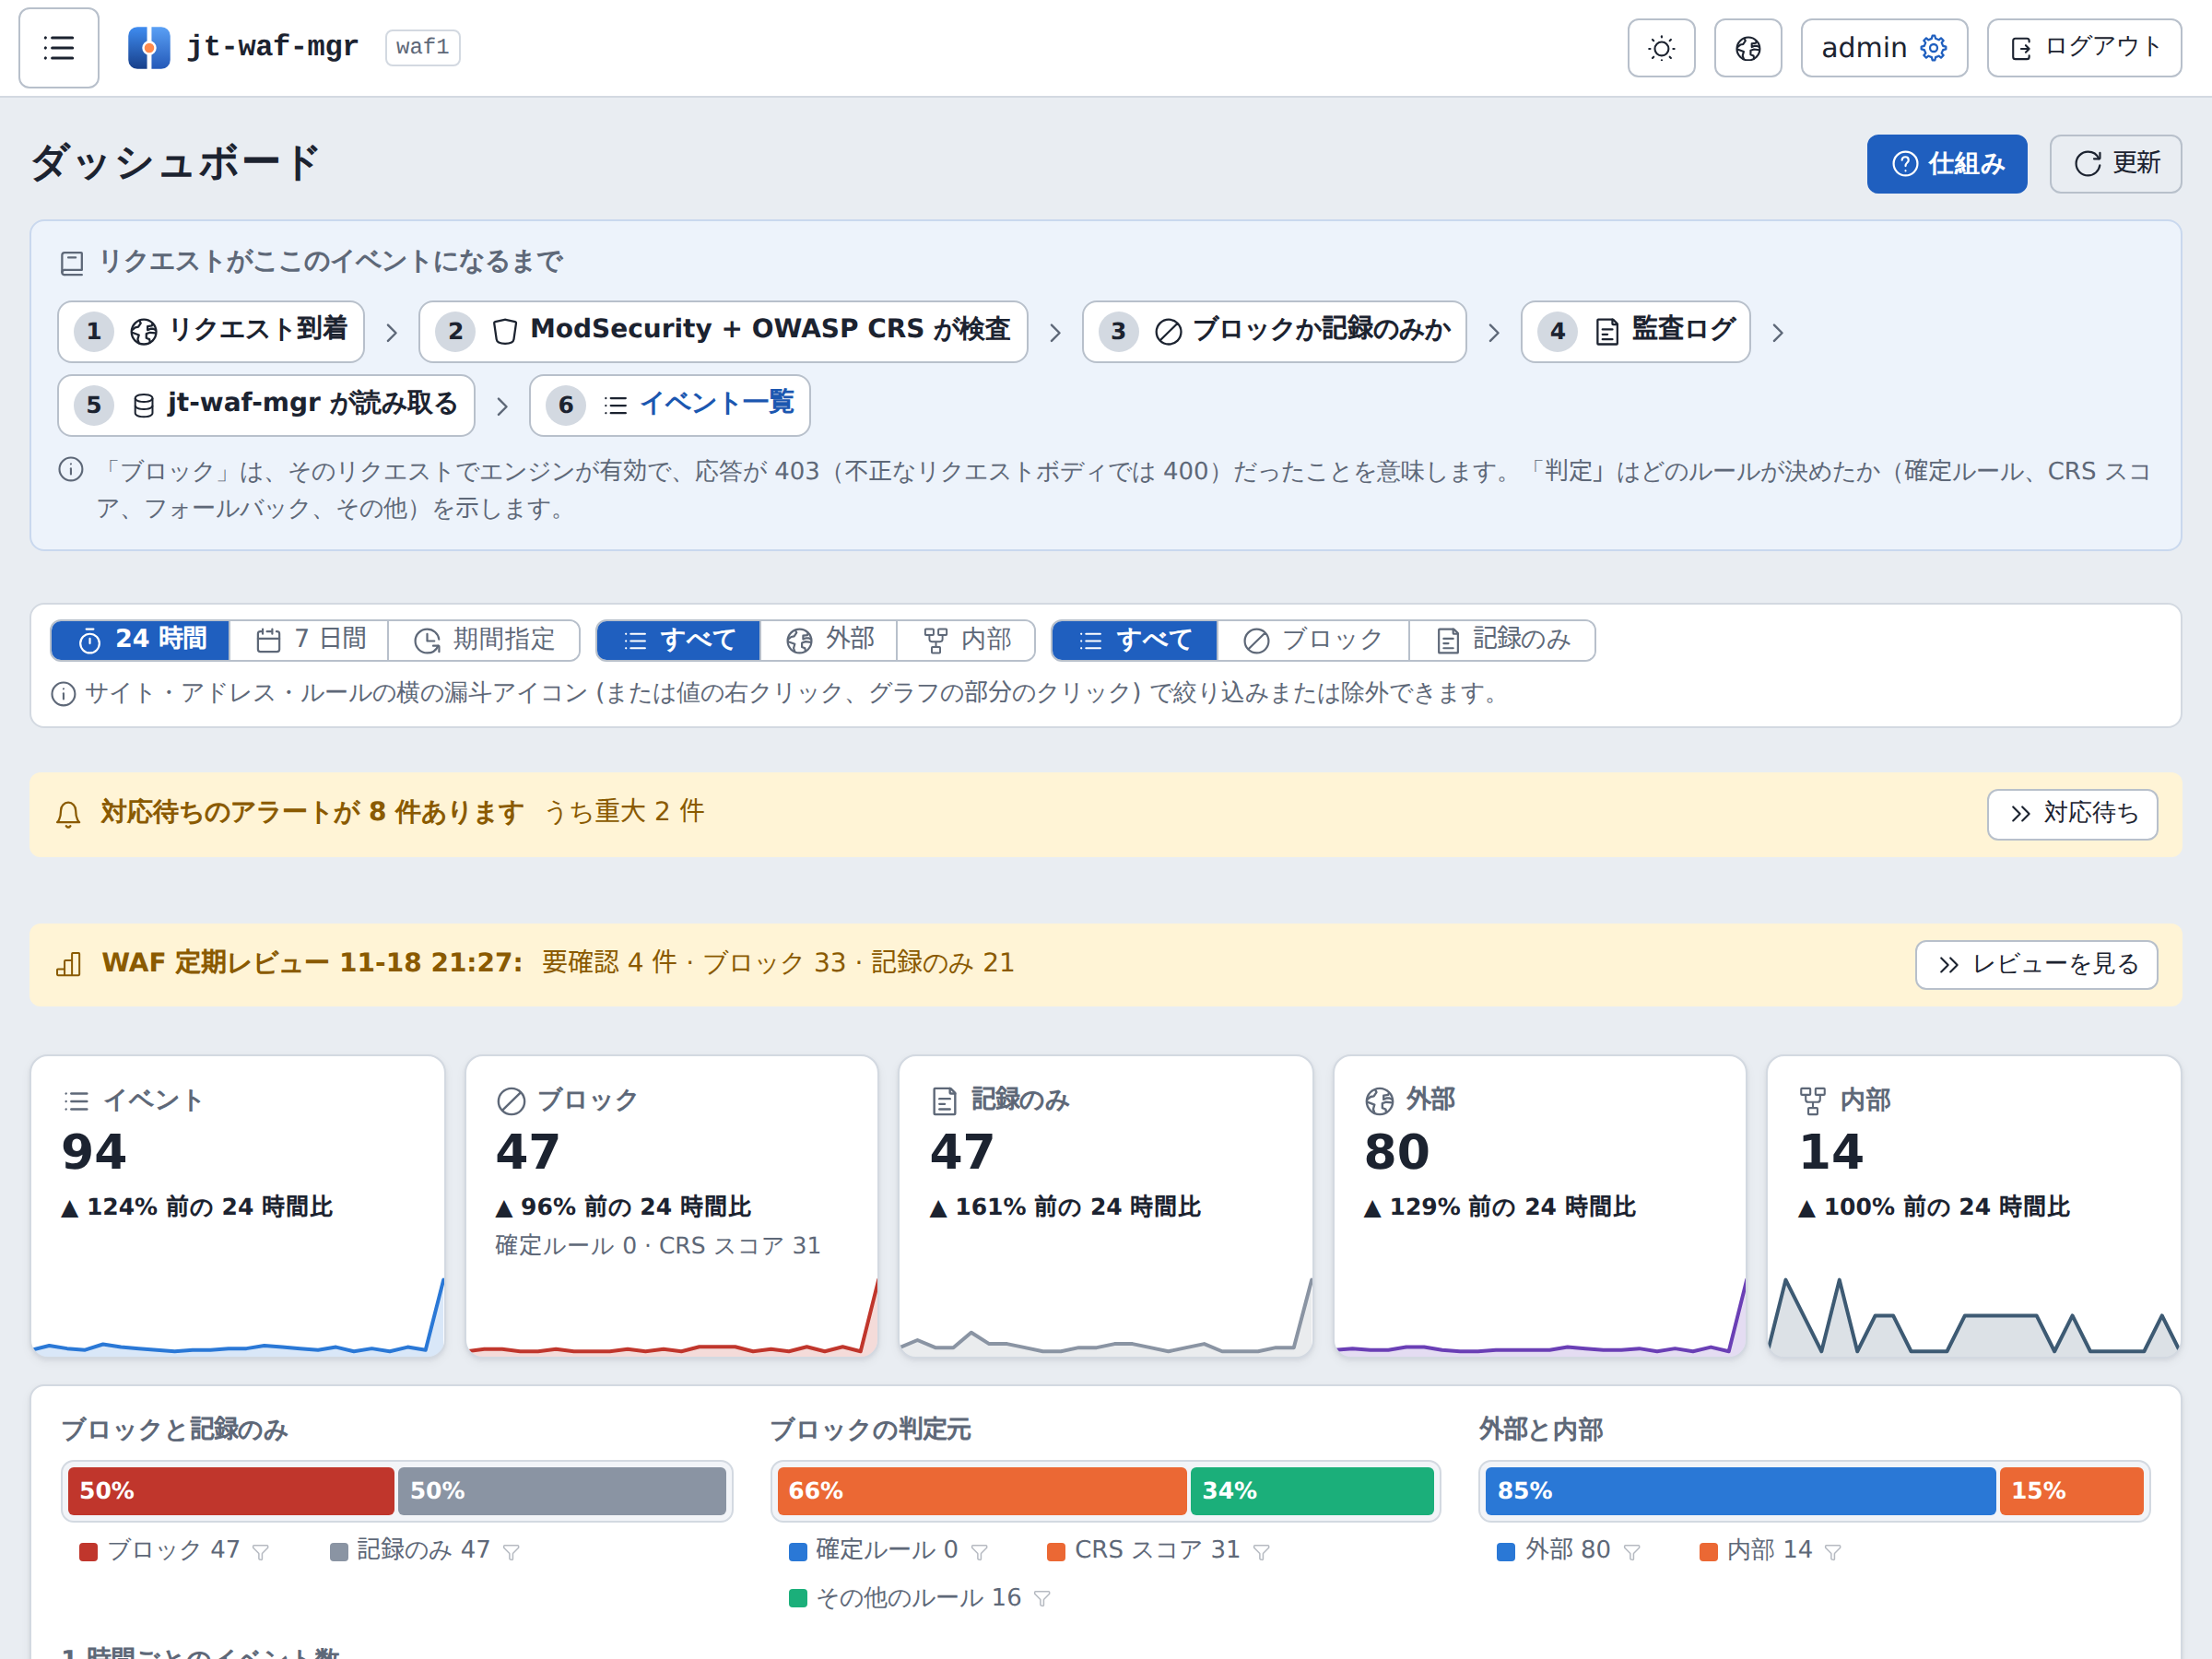 jt-waf-mgr waf1 admin ログアウト
ダッシュボード 仕組み 更新
リクエストがここのイベントになるまで
1 リクエスト到着 2 ModSecurity + OWASP CRS が検査 3 ブロックか記録のみか 4 監査ログ
5 jt-waf-mgr が読み取る 6 イベント一覧
「ブロック」は、そのリクエストでエンジンが有効で、応答が 403（不正なリクエストボディでは 400）だったことを意味します。「判定」はどのルールが決めたか（確定ルール、CRS スコ
ア、フォールバック、その他）を示します。
24 時間 7 日間 期間指定 すべて 外部 内部 すべて ブロック 記録のみ
サイト・アドレス・ルールの横の漏斗アイコン (または値の右クリック、グラフの部分のクリック) で絞り込みまたは除外できます。
対応待ちのアラートが 8 件あります うち重大 2 件 対応待ち
WAF 定期レビュー 11-18 21:27: 要確認 4 件 · ブロック 33 · 記録のみ 21 レビューを見る
イベント ブロック 記録のみ 外部 内部
94 47 47 80 14
▲ 124% 前の 24 時間比 ▲ 96% 前の 24 時間比 ▲ 161% 前の 24 時間比 ▲ 129% 前の 24 時間比 ▲ 100% 前の 24 時間比
確定ルール 0 · CRS スコア 31
ブロックと記録のみ ブロックの判定元 外部と内部
50% 50% 66% 34% 85% 15%
ブロック 47 記録のみ 47 確定ルール 0 CRS スコア 31 外部 80 内部 14
その他のルール 16
1 時間ごとのイベント数